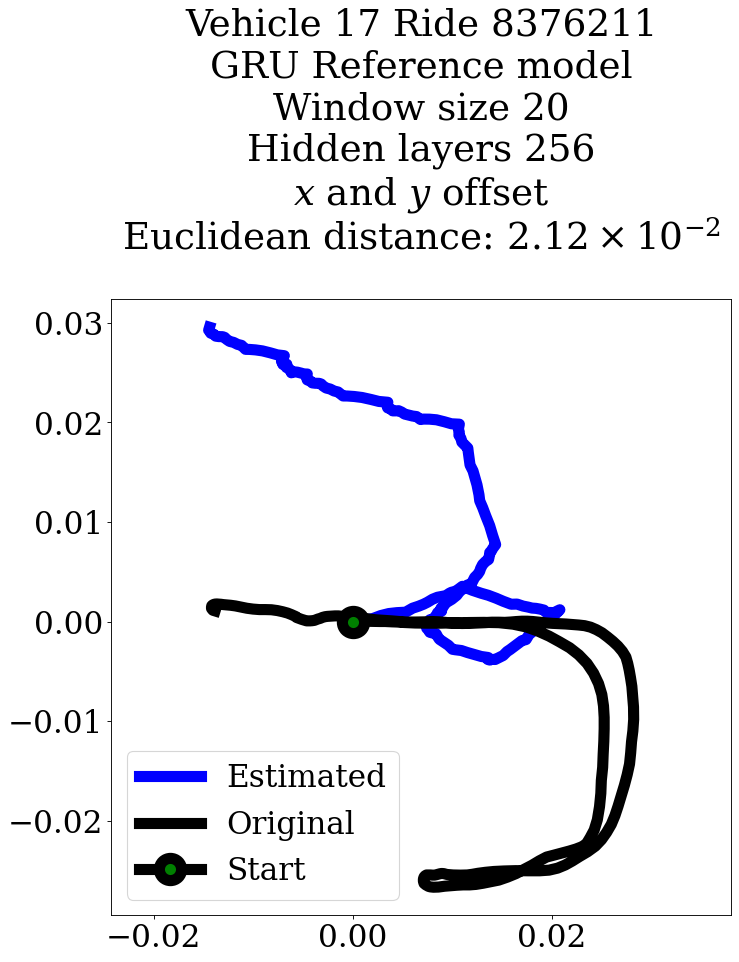 Vehicle 17 Ride 8376211
GRU Reference model
Window size 20
Hidden layers 256
x and y offset
Euclidean distance: 2.12 × 10⁻²
0.03
0.02
0.01
0.00
−0.01
−0.02
Estimated
Original
Start
−0.02 0.00 0.02